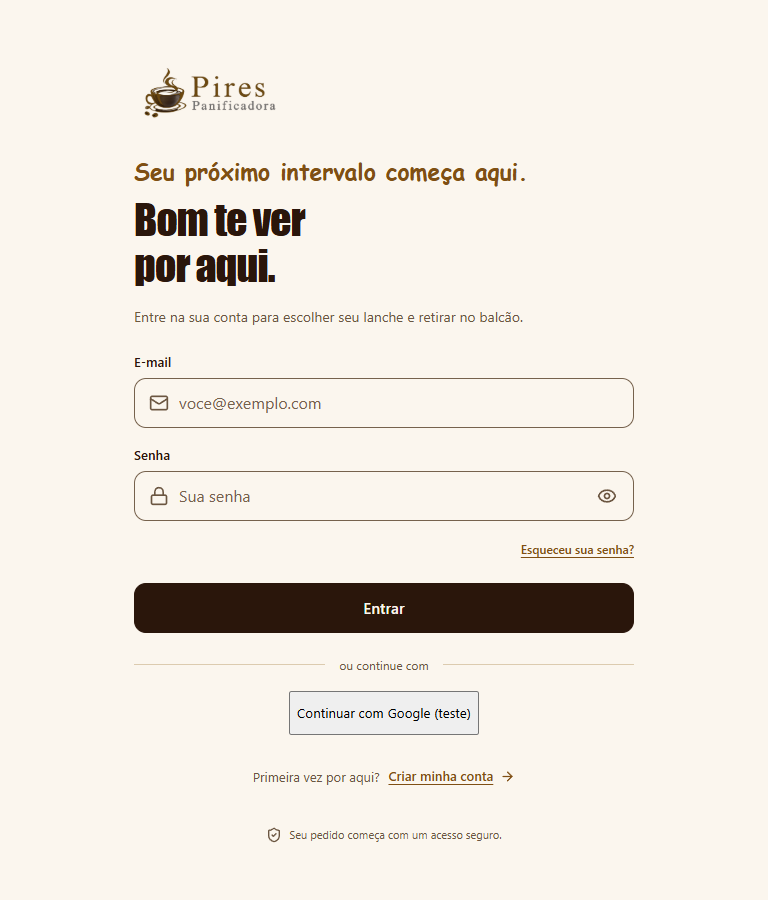 Pires
Panificadora
Seu próximo intervalo começa aqui.
Bom te ver
por aqui.
Entre na sua conta para escolher seu lanche e retirar no balcão.
E-mail
voce@exemplo.com
Senha
Sua senha
Esqueceu sua senha?
Entrar
ou continue com
Continuar com Google (teste)
Primeira vez por aqui? Criar minha conta →
Seu pedido começa com um acesso seguro.